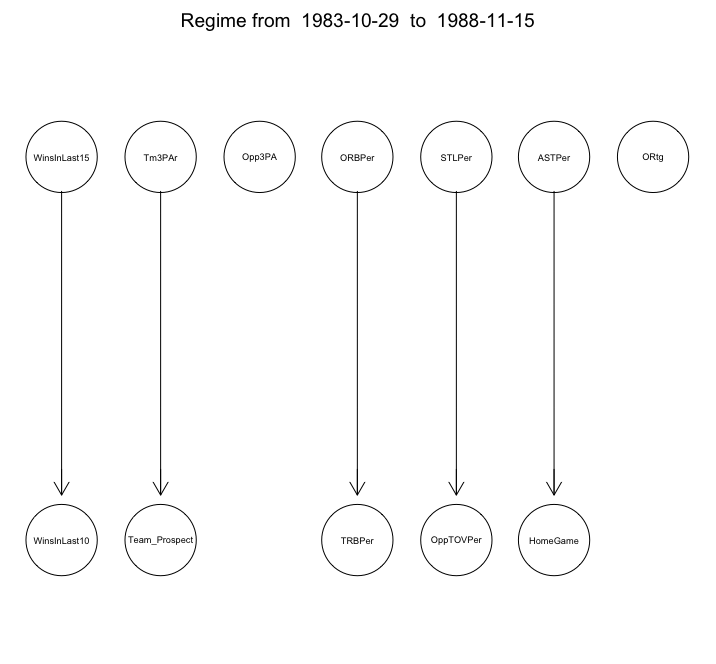 Regime from 1983-10-29 to 1988-11-15
WinsInLast15 Tm3PAr Opp3PA ORBPer STLPer ASTPer ORtg
WinsInLast10 Team_Prospect TRBPer OppTOVPer HomeGame